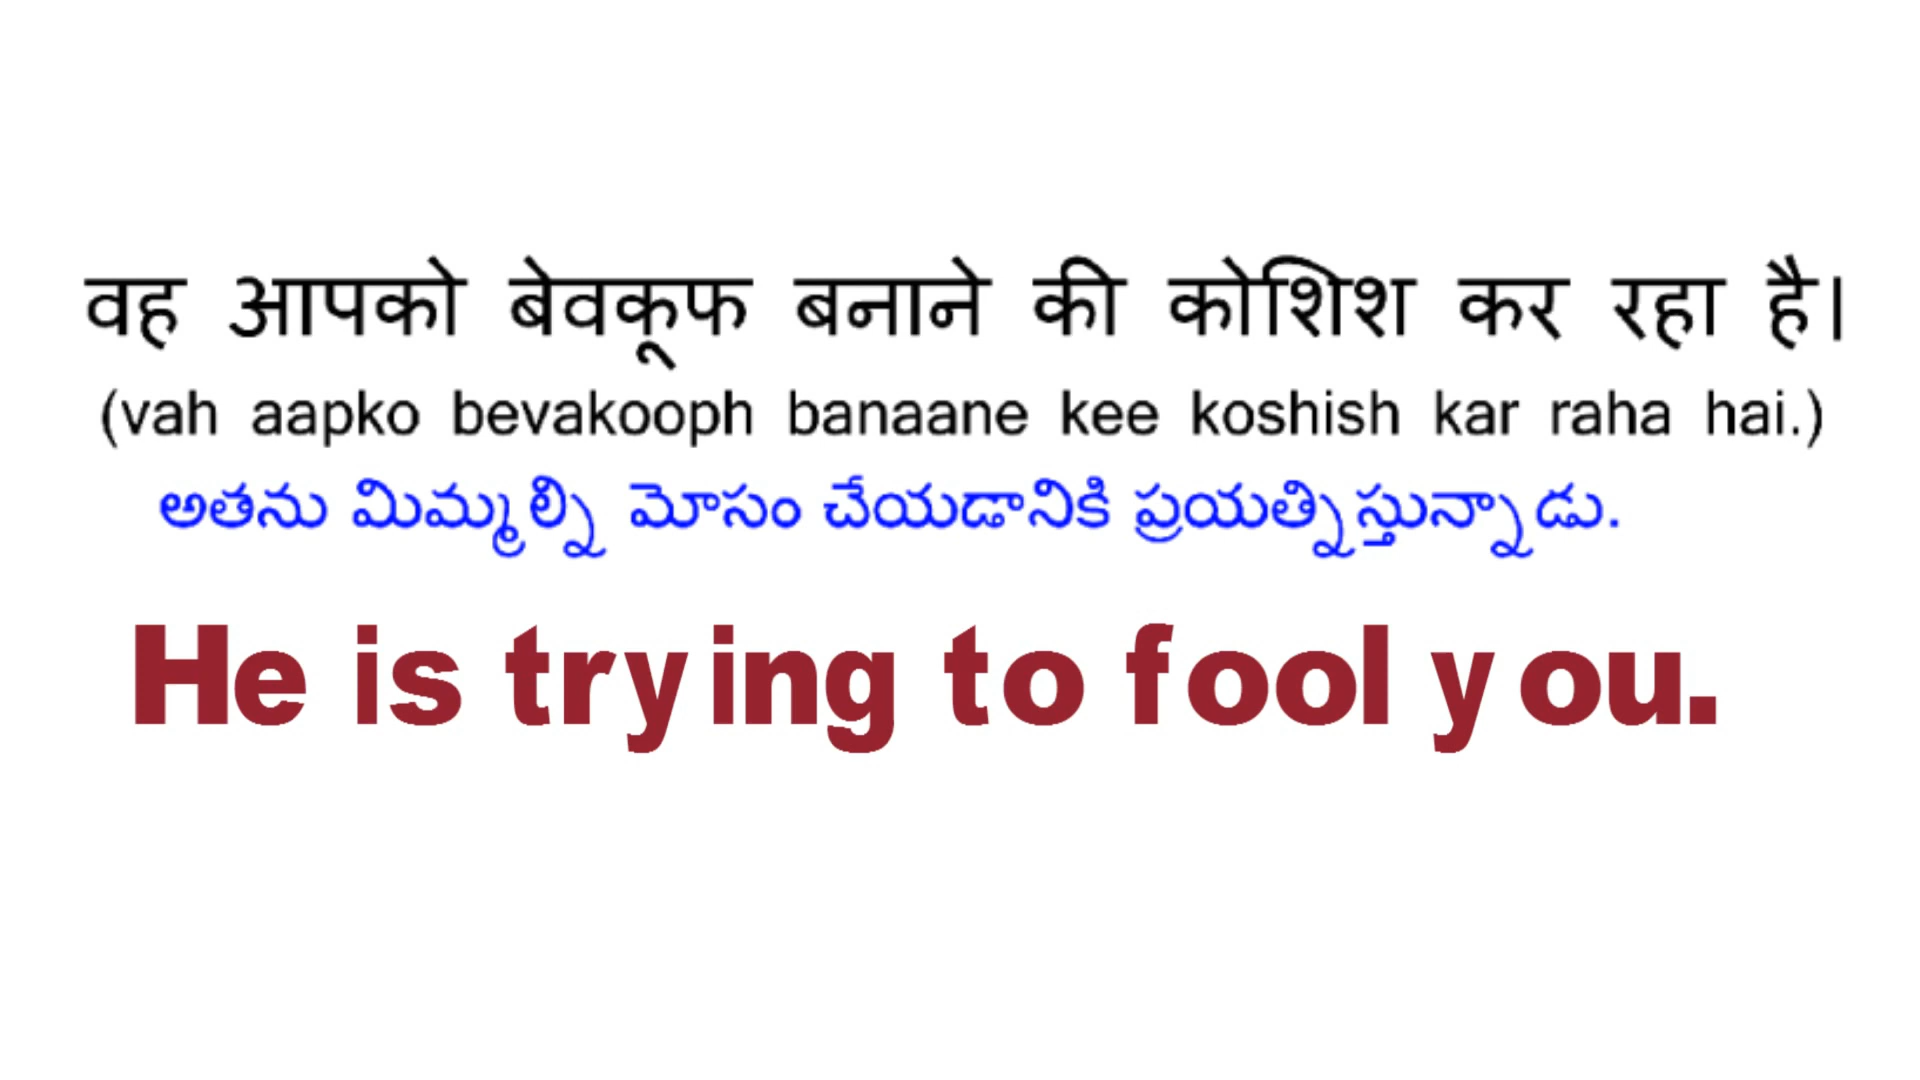 वह आपको बेवकूफ बनाने की कोशिश कर रहा है।
(vah aapko bevakooph banaane kee koshish kar raha hai.)
అతను మిమ్మల్ని మోసం చేయడానికి ప్రయత్నిస్తున్నాడు.
He is trying to fool you.